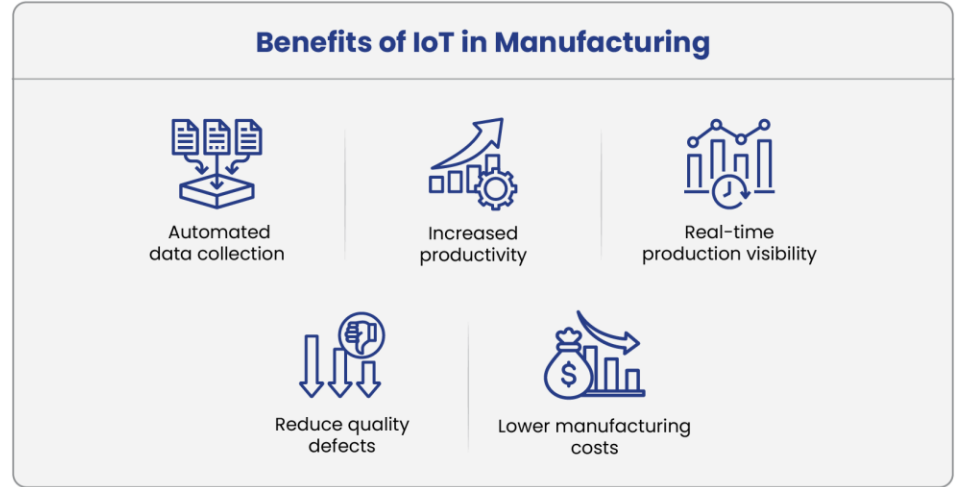 Benefits of IoT in Manufacturing
Automated
data collection
Increased
productivity
Real-time
production visibility
Reduce quality
defects
$
Lower manufacturing
costs